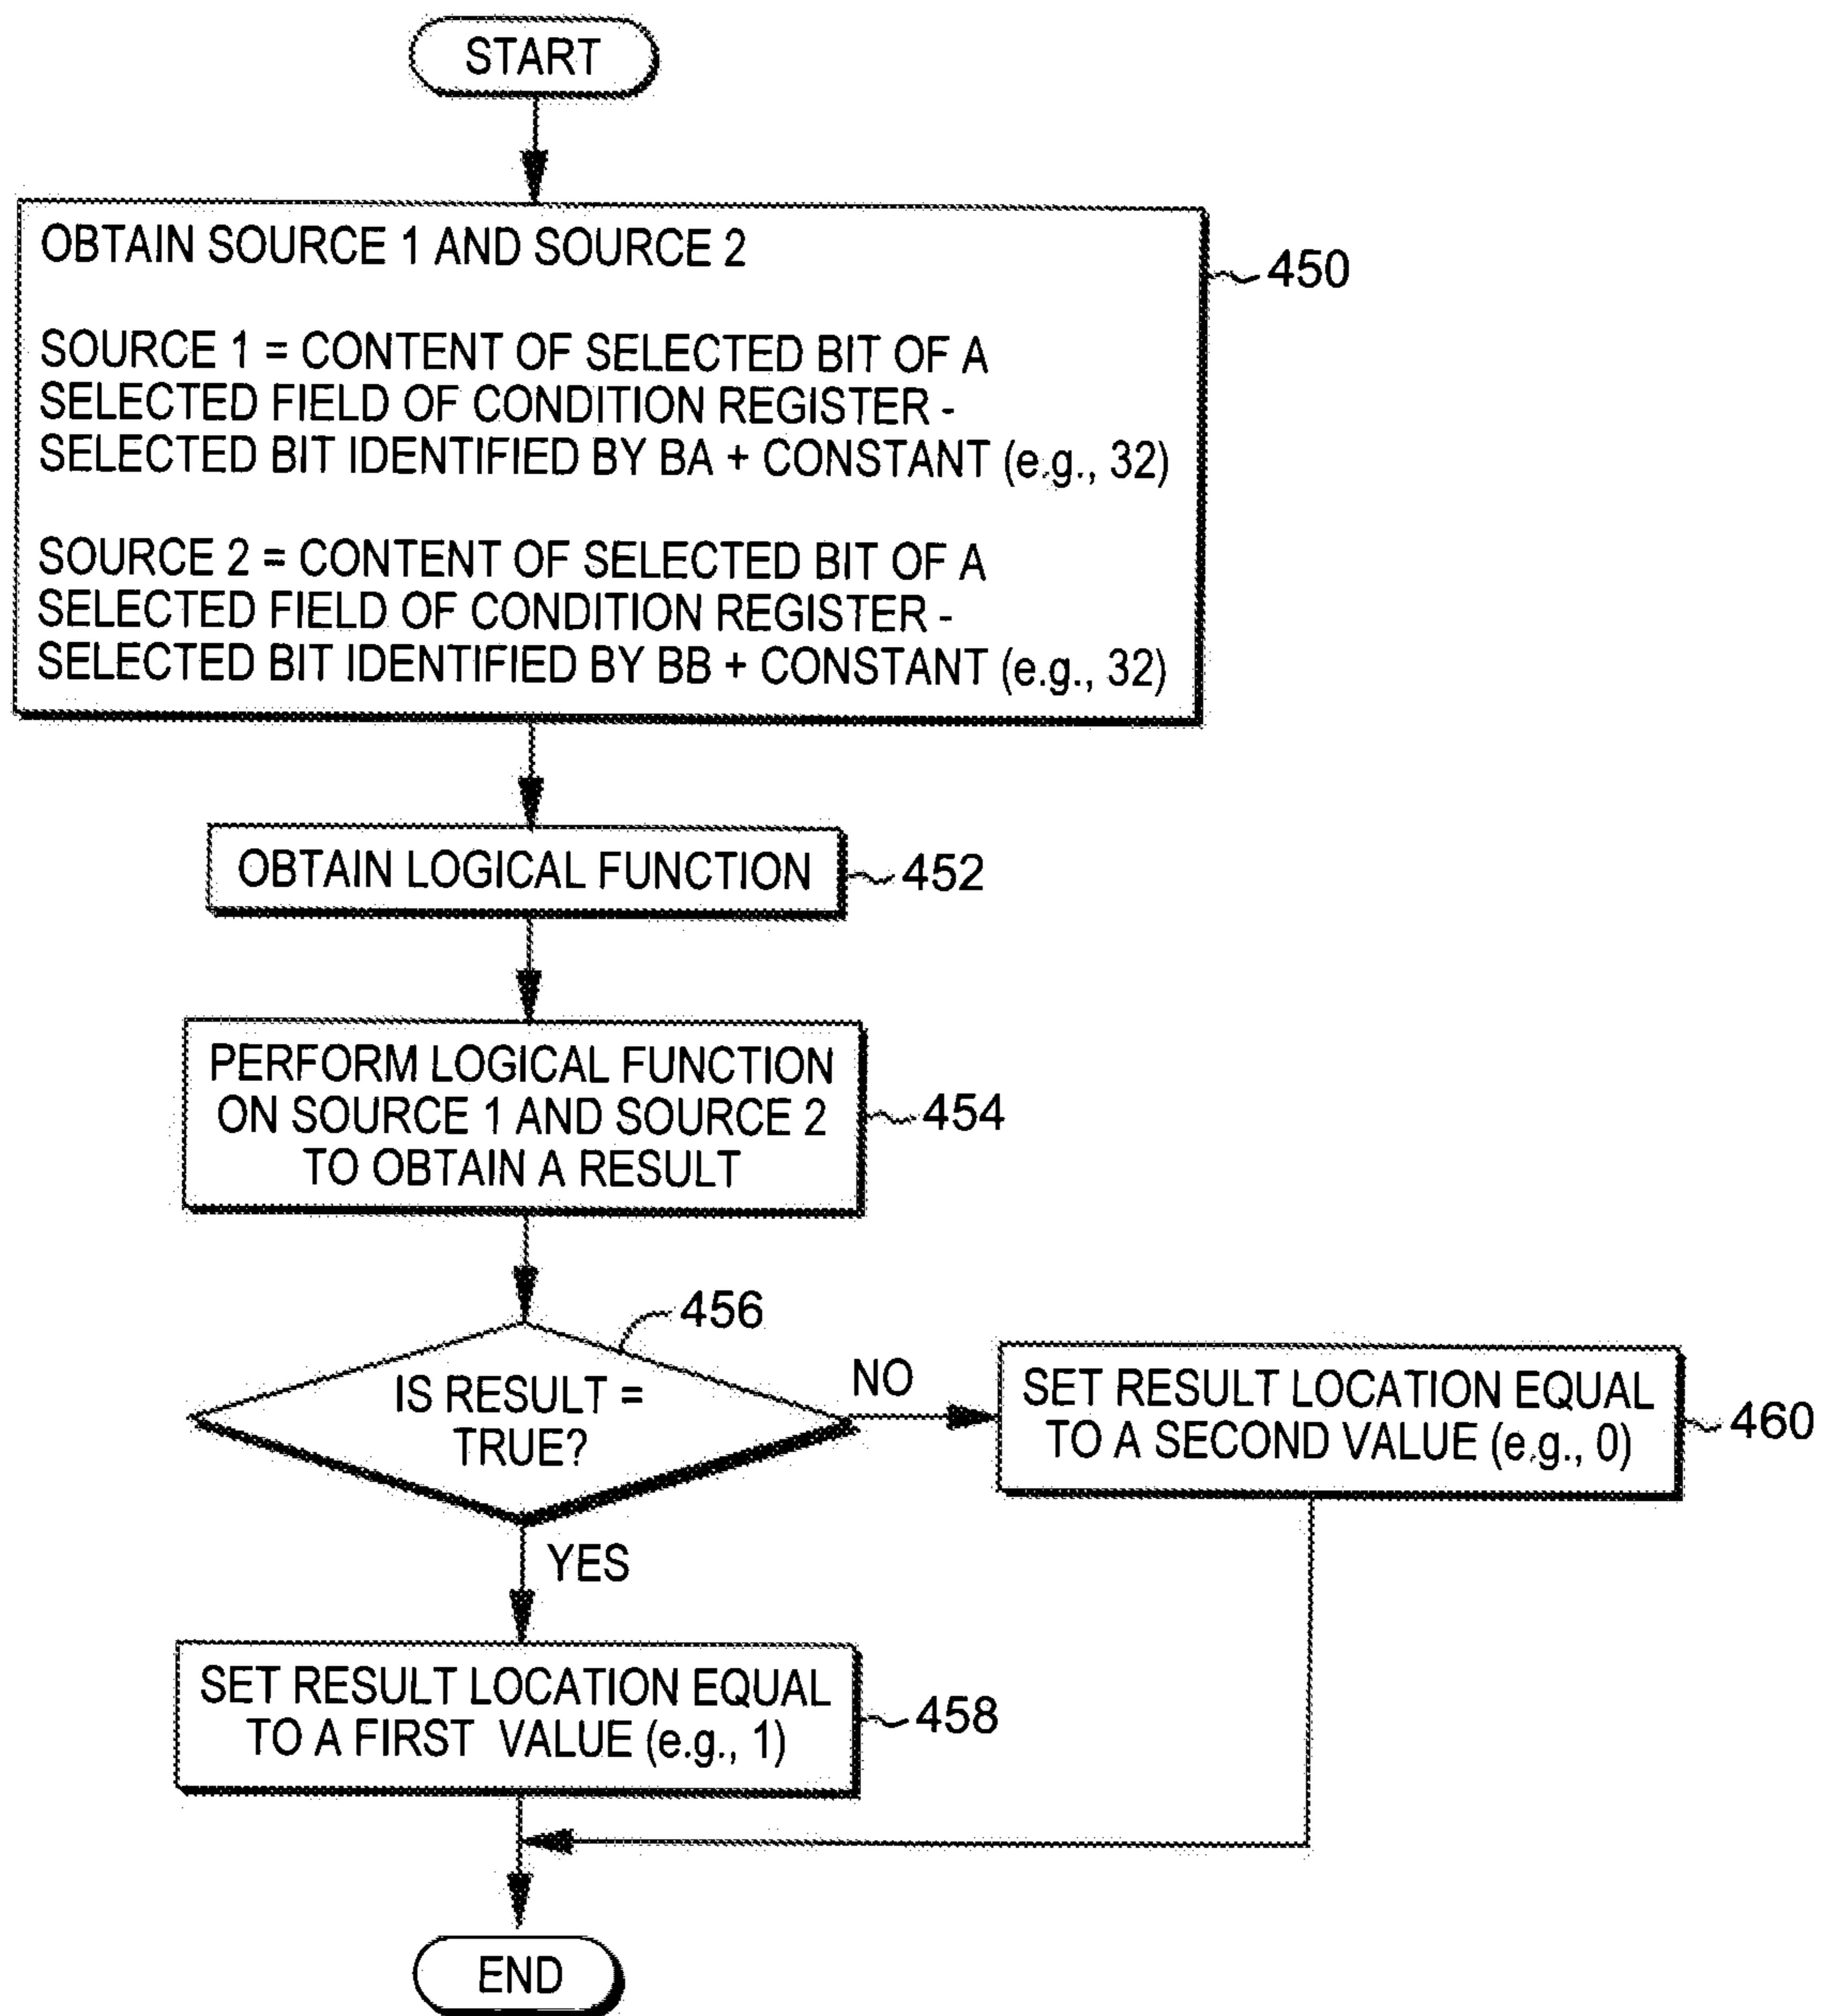 START
OBTAIN SOURCE 1 AND SOURCE 2
SOURCE 1 = CONTENT OF SELECTED BIT OF A
SELECTED FIELD OF CONDITION REGISTER -
SELECTED BIT IDENTIFIED BY BA + CONSTANT (e.g., 32)
SOURCE 2 = CONTENT OF SELECTED BIT OF A
SELECTED FIELD OF CONDITION REGISTER -
SELECTED BIT IDENTIFIED BY BB + CONSTANT (e.g., 32)
450
OBTAIN LOGICAL FUNCTION
452
PERFORM LOGICAL FUNCTION
ON SOURCE 1 AND SOURCE 2
TO OBTAIN A RESULT
454
456
IS RESULT =
TRUE?
NO
SET RESULT LOCATION EQUAL
TO A SECOND VALUE (e.g., 0)
460
YES
SET RESULT LOCATION EQUAL
TO A FIRST VALUE (e.g., 1)
458
END